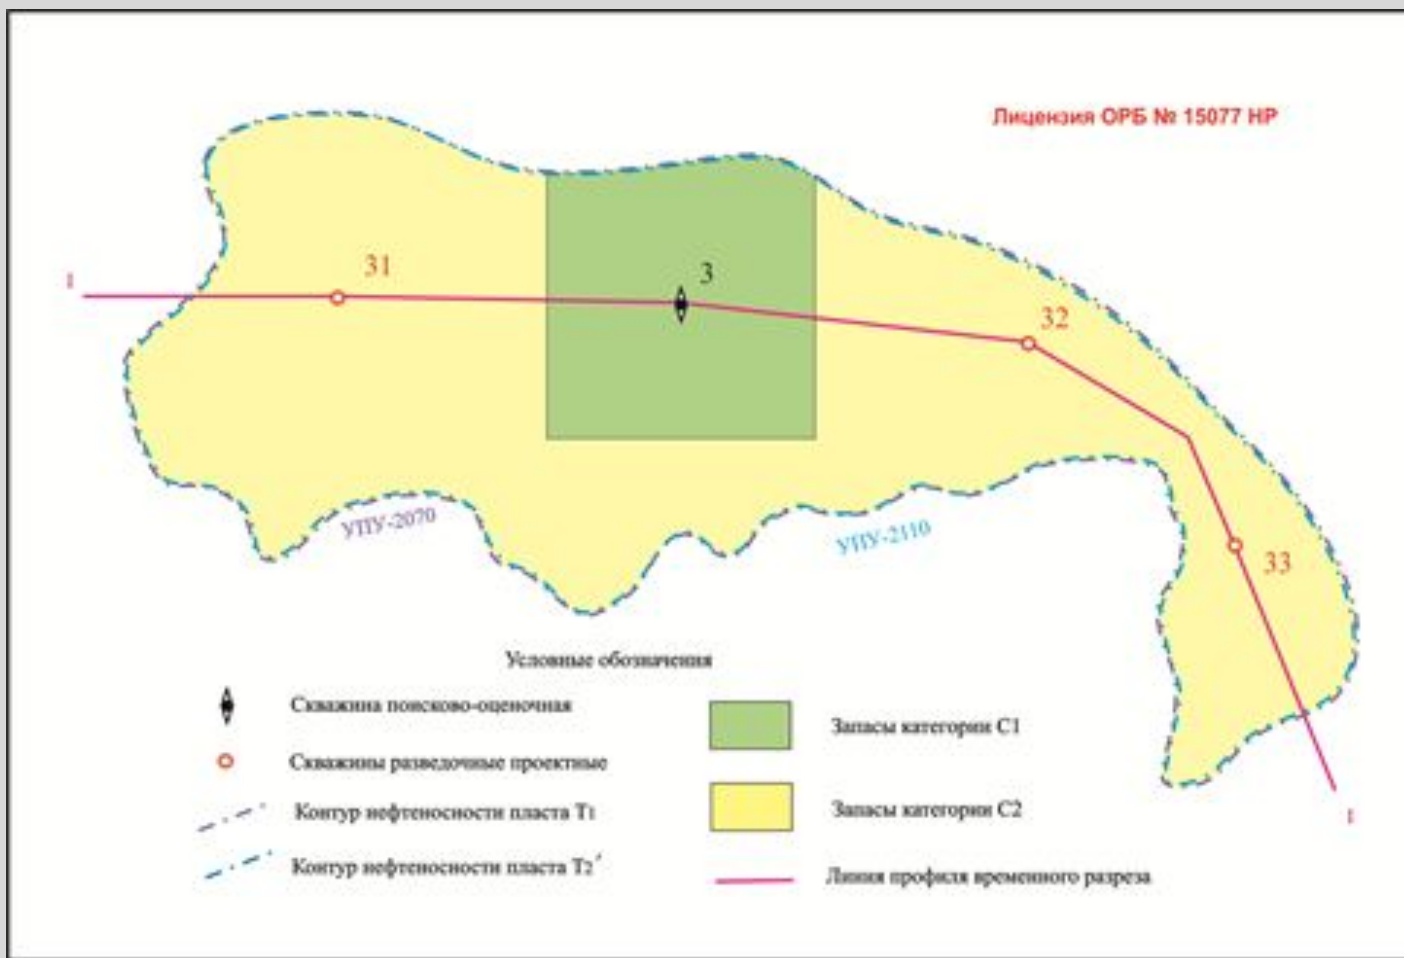 Лицензия ОРБ № 15077 НР
1
31
3
32
33
УПУ-2070
УПУ-2110
1
Условные обозначения
Скважина поисково-оценочная
Скважины разведочные проектные
Контур нефтеносности пласта Т1
Контур нефтеносности пласта Т2′
Запасы категории С1
Запасы категории С2
Линия профиля временного разреза